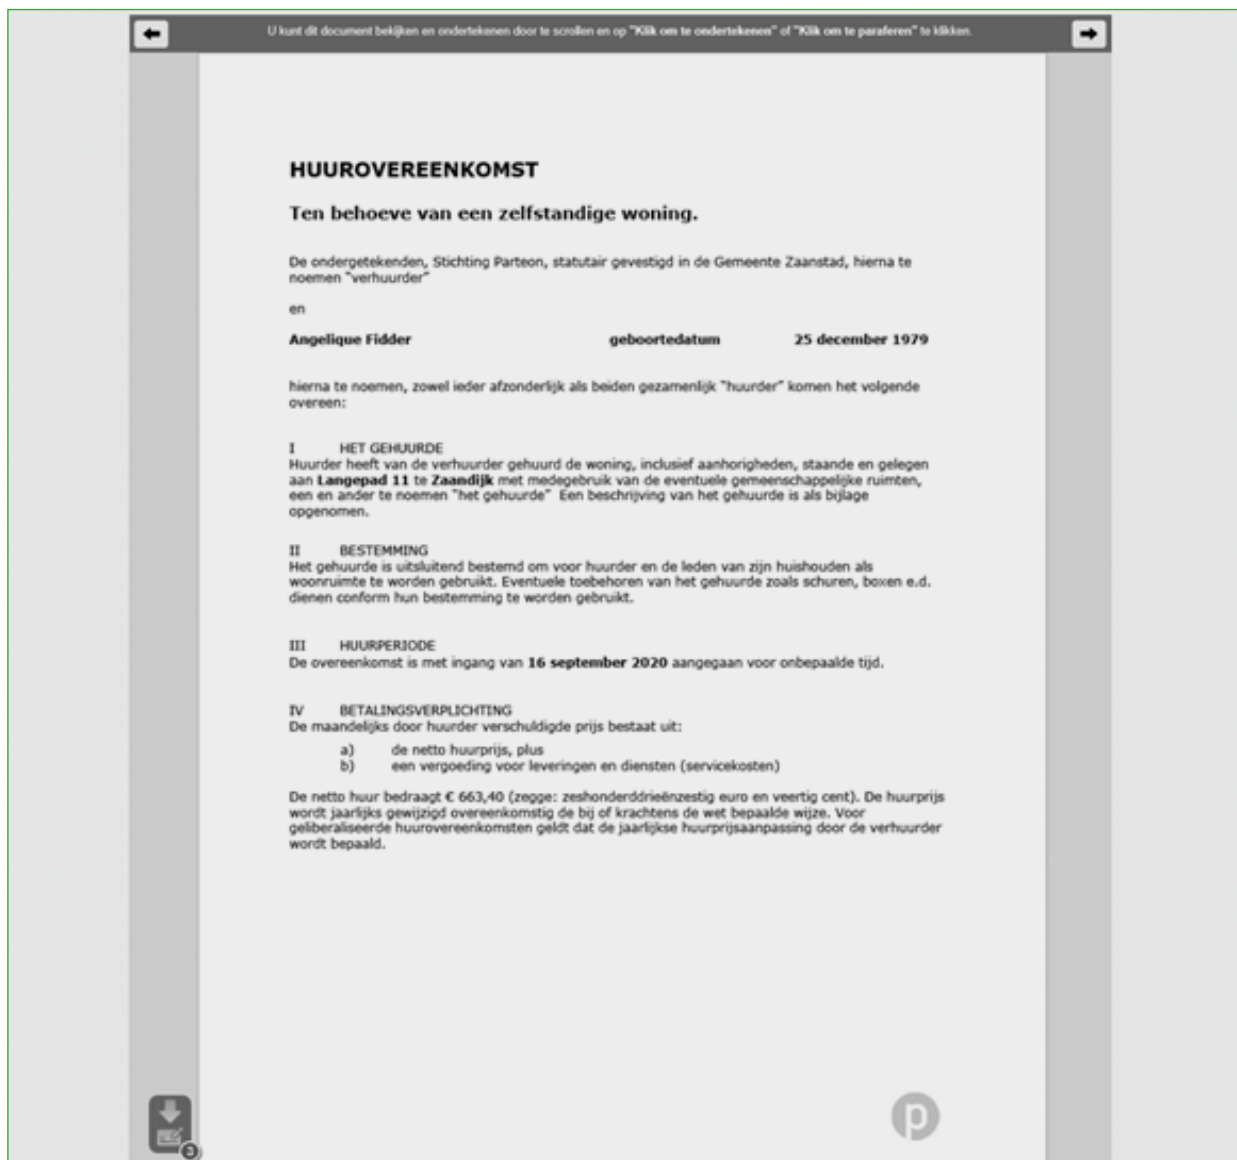 U kunt dit document bekijken en ondertekenen door te scrollen en op "Klik om te ondertekenen" of "Klik om te paraferen" te klikken.
HUUROVEREENKOMST
Ten behoeve van een zelfstandige woning.
De ondergetekenden, Stichting Parteon, statutair gevestigd in de Gemeente Zaanstad, hierna te
noemen "verhuurder"
en
Angelique Fidder geboortedatum 25 december 1979
hierna te noemen, zowel ieder afzonderlijk als beiden gezamenlijk "huurder" komen het volgende
overeen:
I HET GEHUURDE
Huurder heeft van de verhuurder gehuurd de woning, inclusief aanhorigheden, staande en gelegen
aan Langepad 11 te Zaandijk met medegebruik van de eventuele gemeenschappelijke ruimten,
een en ander te noemen "het gehuurde" Een beschrijving van het gehuurde is als bijlage
opgenomen.
II BESTEMMING
Het gehuurde is uitsluitend bestemd om voor huurder en de leden van zijn huishouden als
woonruimte te worden gebruikt. Eventuele toebehoren van het gehuurde zoals schuren, boxen e.d.
dienen conform hun bestemming te worden gebruikt.
III HUURPERIODE
De overeenkomst is met ingang van 16 september 2020 aangegaan voor onbepaalde tijd.
IV BETALINGSVERPLICHTING
De maandelijks door huurder verschuldigde prijs bestaat uit:
a) de netto huurprijs, plus
b) een vergoeding voor leveringen en diensten (servicekosten)
De netto huur bedraagt € 663,40 (zegge: zeshonderddrieënzestig euro en veertig cent). De huurprijs
wordt jaarlijks gewijzigd overeenkomstig de bij of krachtens de wet bepaalde wijze. Voor
geliberaliseerde huurovereenkomsten geldt dat de jaarlijkse huurprijsaanpassing door de verhuurder
wordt bepaald.
3
p